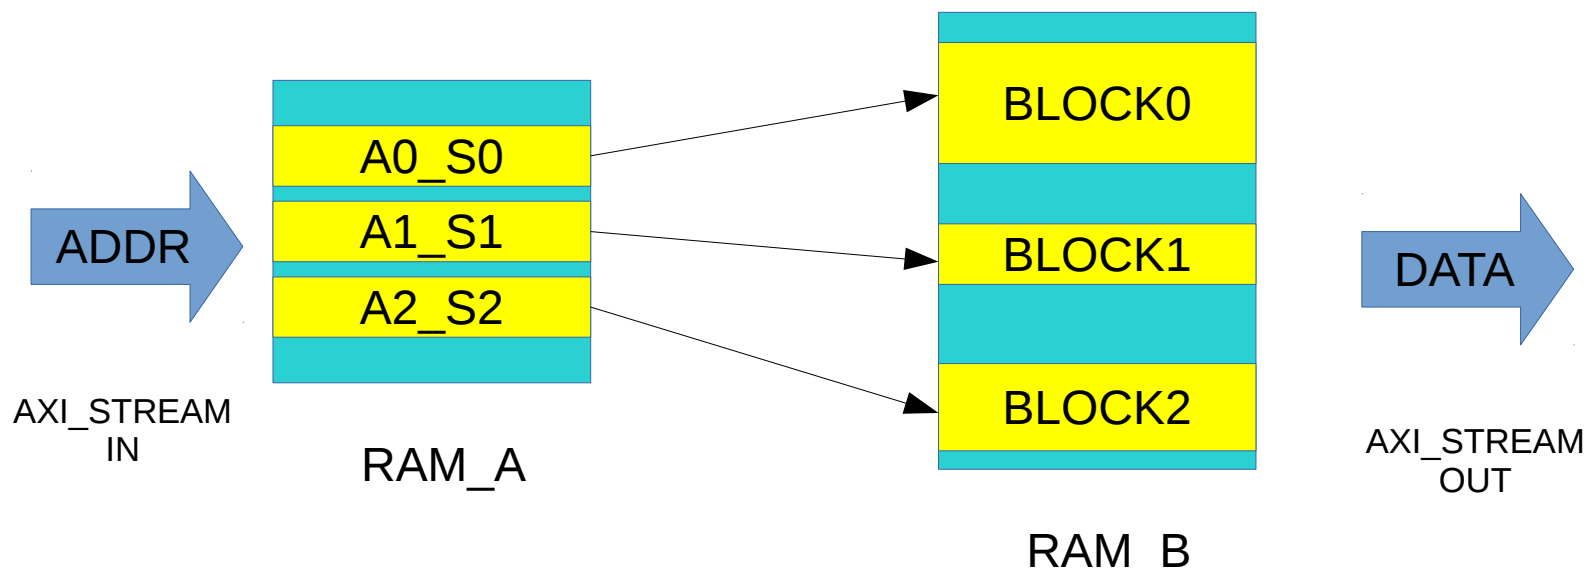 ADDR
AXI_STREAM
IN
A0_S0
A1_S1
A2_S2
RAM_A
BLOCK0
BLOCK1
BLOCK2
RAM_B
DATA
AXI_STREAM
OUT